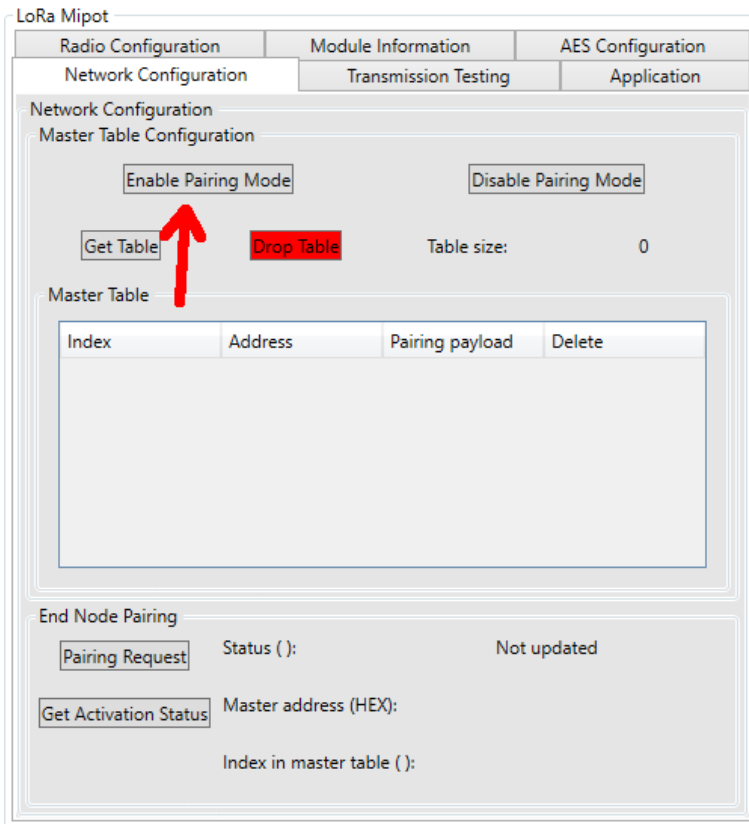 LoRa Mipot
Radio Configuration Module Information AES Configuration
Network Configuration Transmission Testing Application
Network Configuration
Master Table Configuration
Enable Pairing Mode Disable Pairing Mode
Get Table Drop Table Table size: 0
Master Table
Index Address Pairing payload Delete
End Node Pairing
Pairing Request Status ( ): Not updated
Get Activation Status Master address (HEX):
Index in master table ( ):